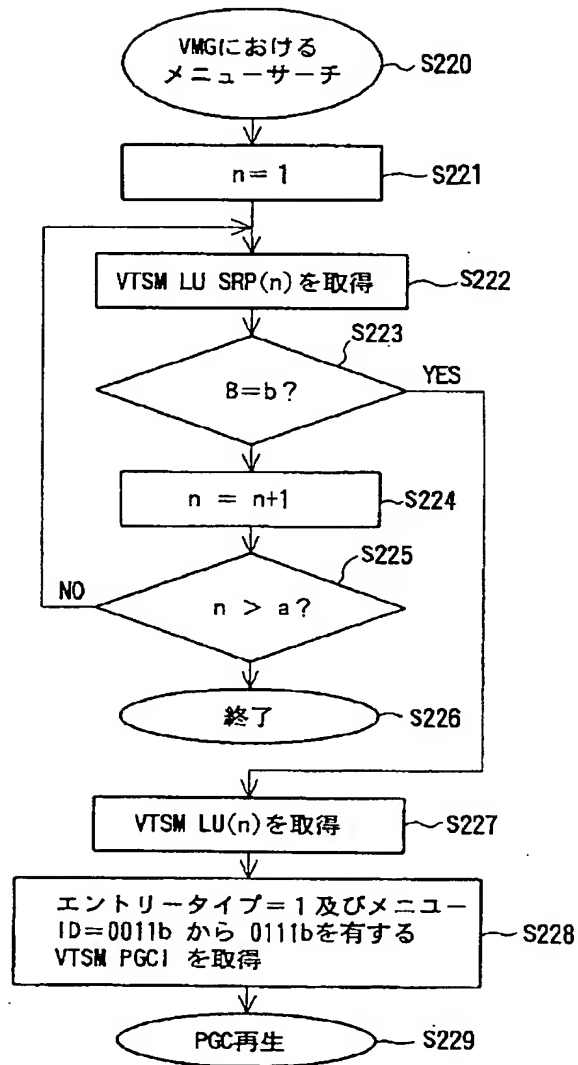 VMGにおける
メニューサーチ
S220
n=1
S221
VTSM LU SRP(n)を取得
S222
S223
B=b?
YES
n = n+1
S224
S225
NO
n > a?
終了
S226
VTSM LU(n)を取得
S227
エントリータイプ=1及びメニュー
ID=0011b から 0111bを有する
VTSM PGCI を取得
S228
PGC再生
S229